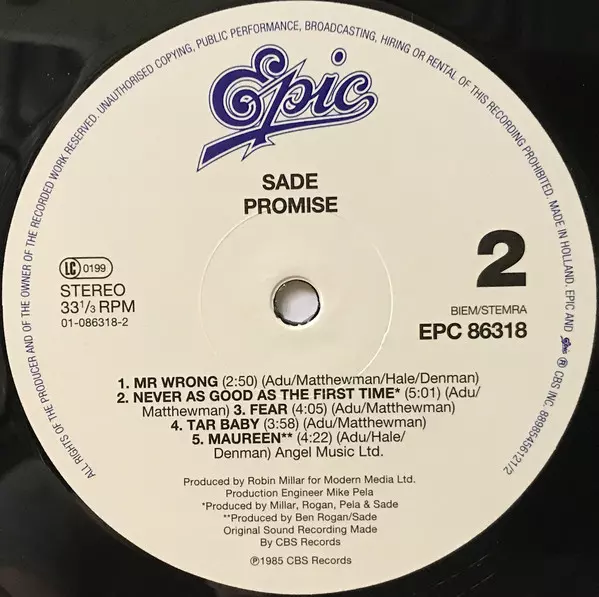 ALL RIGHTS OF THE PRODUCER AND OF THE OWNER OF THE RECORDED WORK RESERVED. UNAUTHORISED COPYING, PUBLIC PERFORMANCE, BROADCASTING, HIRING OR RENTAL OF THIS RECORDING PROHIBITED. MADE IN HOLLAND. EPIC AND Epic ® CBS INC. 88985456121/2
Epic
SADE
PROMISE
LC 0199
STEREO
33 1/3 RPM
01-086318-2
2
BIEM/STEMRA
EPC 86318
1. MR WRONG (2:50) (Adu/Matthewman/Hale/Denman)
2. NEVER AS GOOD AS THE FIRST TIME* (5:01) (Adu/
Matthewman) 3. FEAR (4:05) (Adu/Matthewman)
4. TAR BABY (3:58) (Adu/Matthewman)
5. MAUREEN** (4:22) (Adu/Hale/
Denman) Angel Music Ltd.
Produced by Robin Millar for Modern Media Ltd.
Production Engineer Mike Pela
*Produced by Millar, Rogan, Pela & Sade
**Produced by Ben Rogan/Sade
Original Sound Recording Made
By CBS Records
℗1985 CBS Records